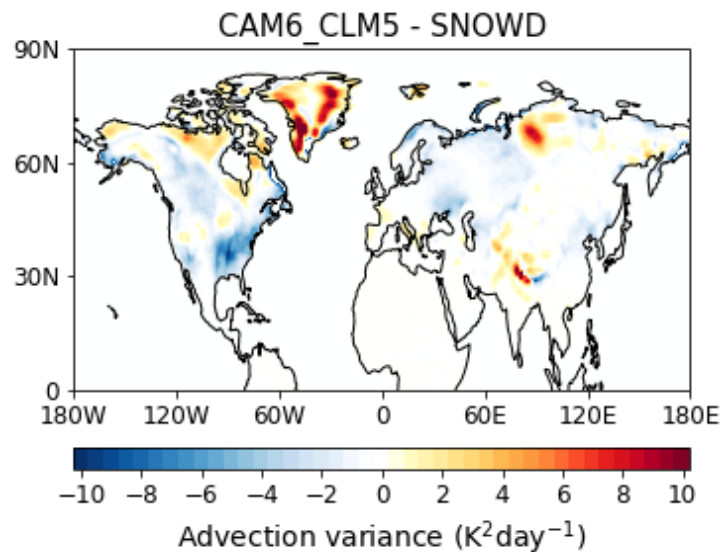 CAM6_CLM5 - SNOWD
90N
60N
30N
0
180W 120W 60W 0 60E 120E 180E
−10 −8 −6 −4 −2 0 2 4 6 8 10
Advection variance (K²day⁻¹)